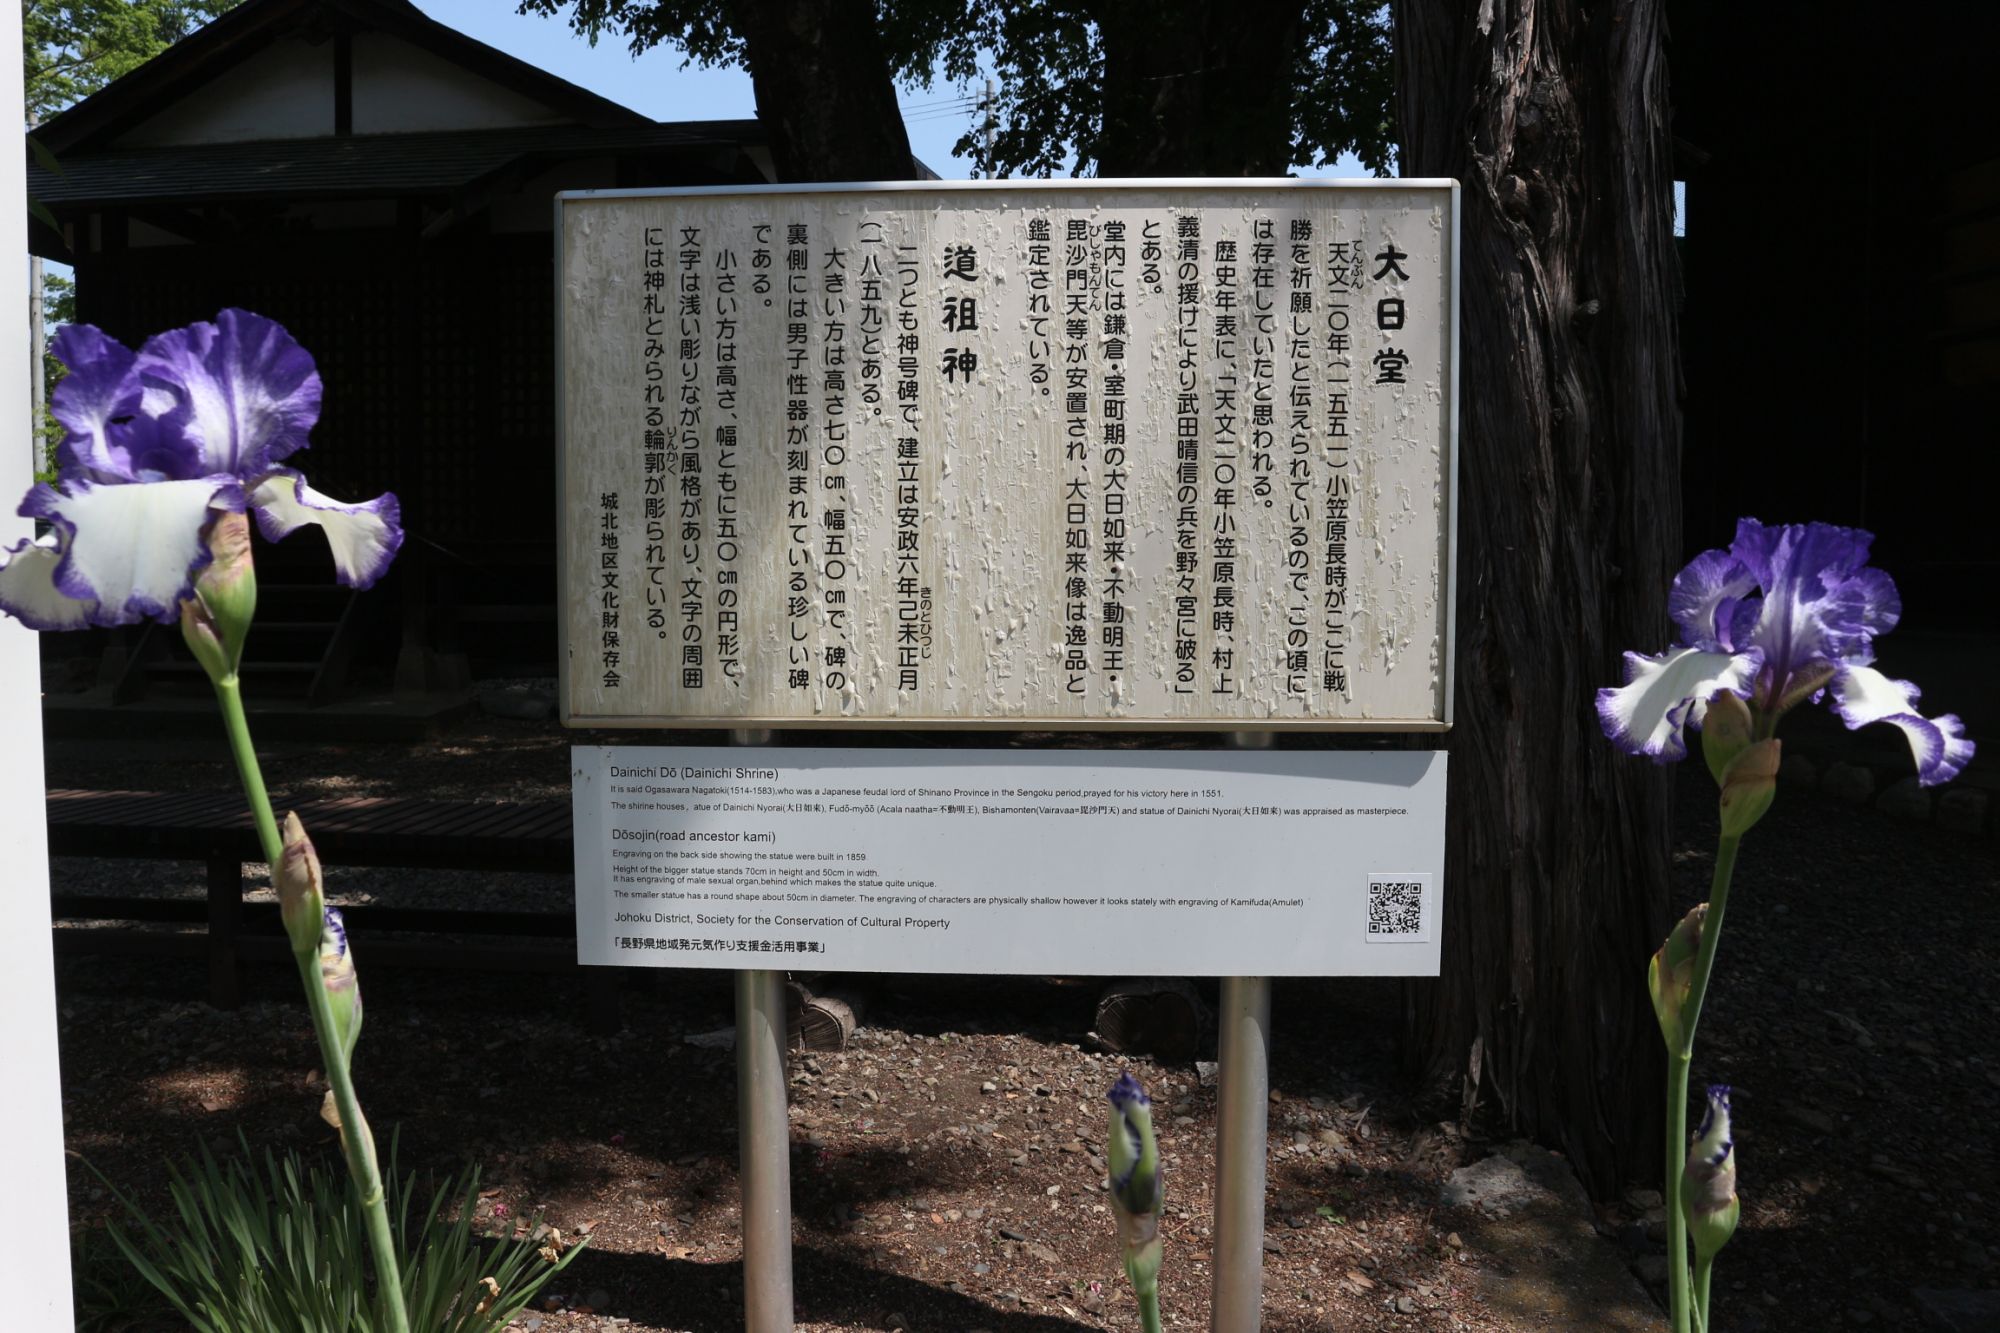 大日堂
天文二〇年(一五五一)小笠原長時がここに戦
てんぶん
勝を祈願したと伝えられているので、この頃に
は存在していたと思われる。
歴史年表に、「天文二〇年小笠原長時、村上
義清の援けにより武田晴信の兵を野々宮に破る」
とある。
堂内には鎌倉・室町期の大日如来・不動明王・
毘沙門天等が安置され、大日如来像は逸品と
びしゃもんてん
鑑定されている。
道祖神
二つとも神号碑で、建立は安政六年己未正月
きのとひつじ
(一八五九)とある。
大きい方は高さ七〇cm、幅五〇cmで、碑の
裏側には男子性器が刻まれている珍しい碑
である。
小さい方は高さ、幅ともに五〇cmの円形で、
文字は浅い彫りながら風格があり、文字の周囲
には神札とみられる輪郭が彫られている。
りんかく
城北地区文化財保存会
Dainichi Dō (Dainichi Shrine)
It is said Ogasawara Nagatoki(1514-1583),who was a Japanese feudal lord of Shinano Province in the Sengoku period,prayed for his victory here in 1551.
The shirine houses, atue of Dainichi Nyorai(大日如来), Fudō-myōō (Acala naatha=不動明王), Bishamonten(Vairavaa=毘沙門天) and statue of Dainichi Nyorai(大日如来) was appraised as masterpiece.
Dōsojin(road ancestor kami)
Engraving on the back side showing the statue were built in 1859.
Height of the bigger statue stands 70cm in height and 50cm in width.
It has engraving of male sexual organ,behind which makes the statue quite unique.
The smaller statue has a round shape about 50cm in diameter. The engraving of characters are physically shallow however it looks stately with engraving of Kamifuda(Amulet)
Johoku District, Society for the Conservation of Cultural Property
「長野県地域発元気作り支援金活用事業」